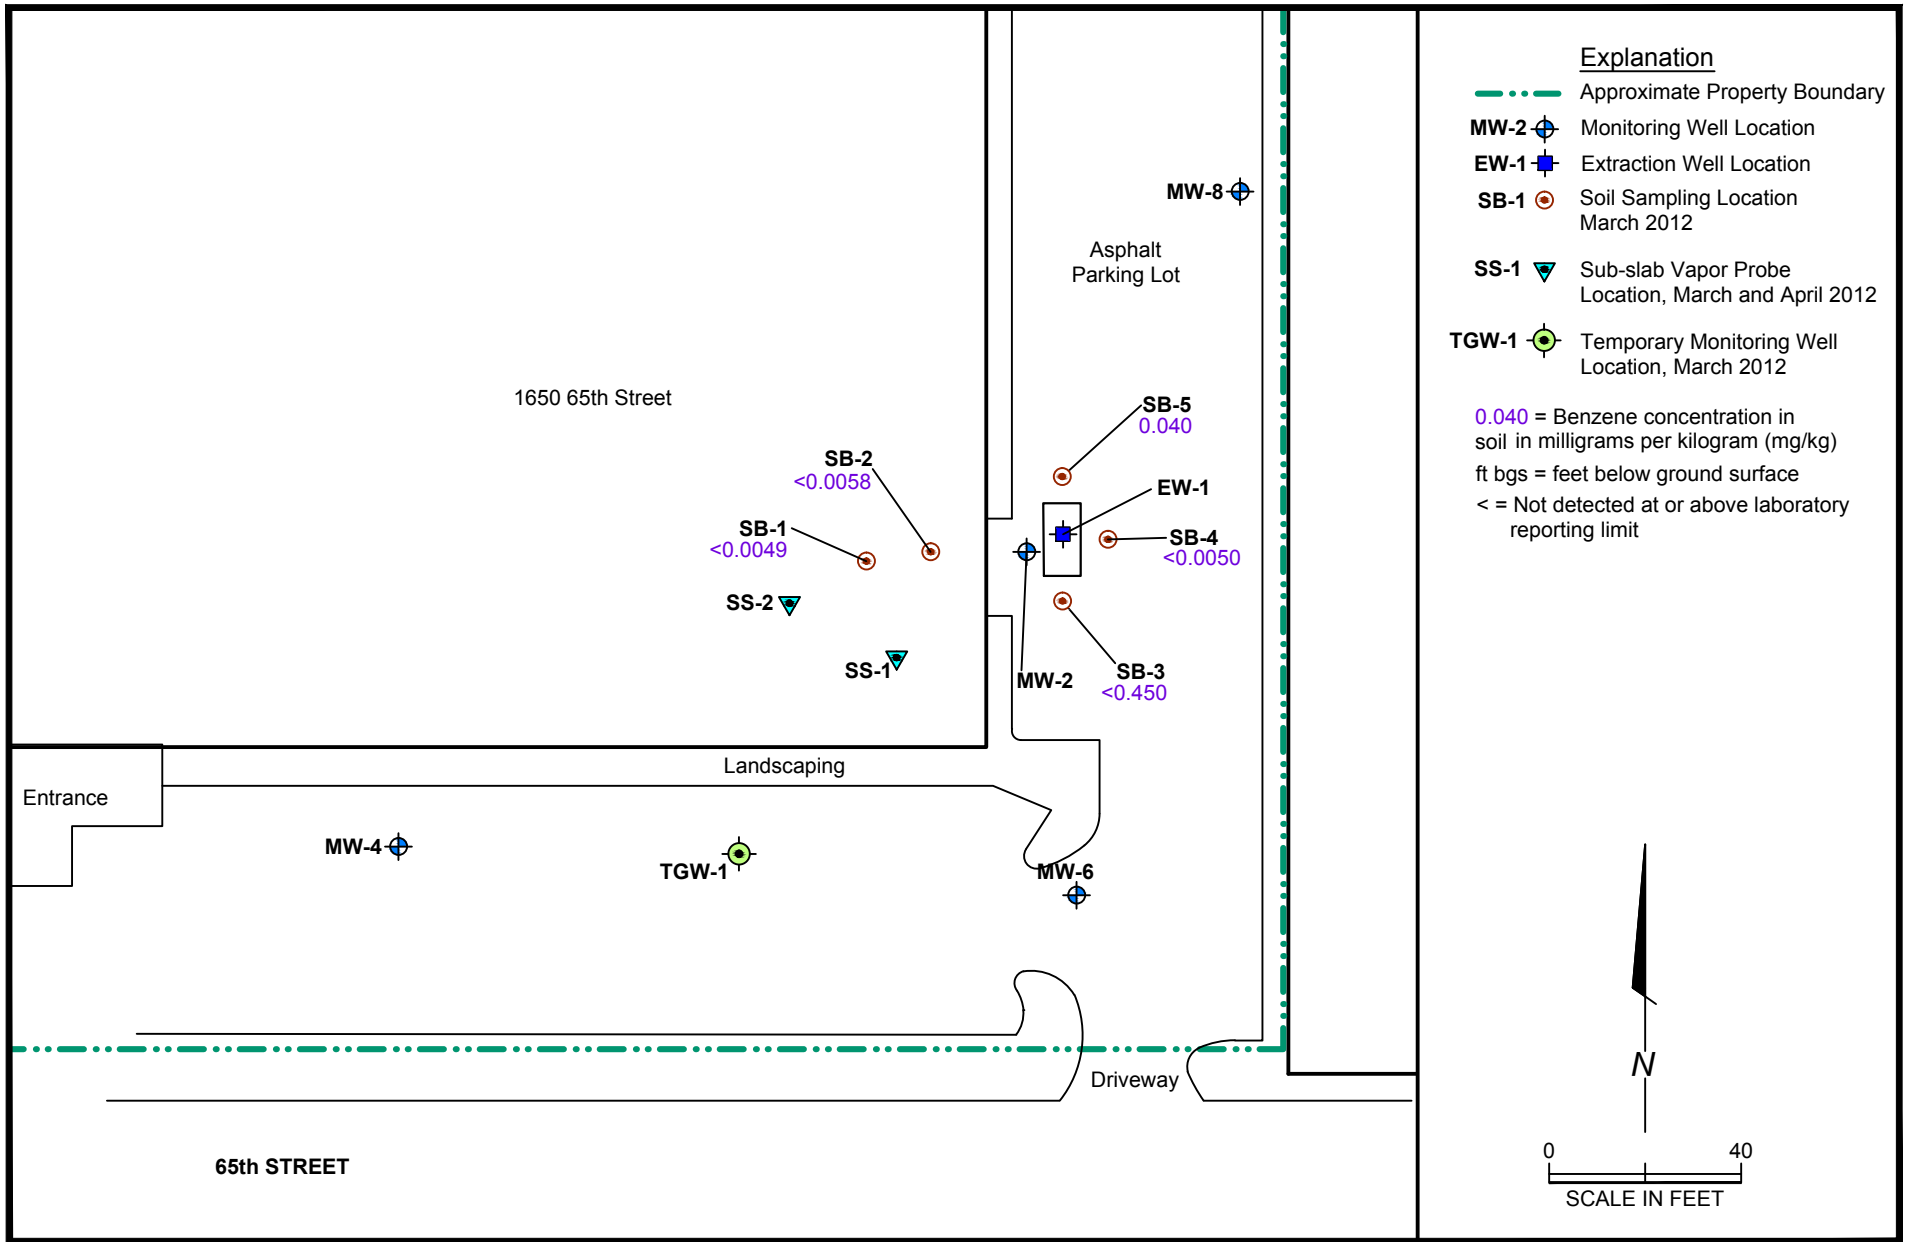 Explanation
Approximate Property Boundary
MW-2 Monitoring Well Location
EW-1 Extraction Well Location
SB-1 Soil Sampling Location
March 2012
SS-1 Sub-slab Vapor Probe
Location, March and April 2012
TGW-1 Temporary Monitoring Well
Location, March 2012
0.040 = Benzene concentration in
soil in milligrams per kilogram (mg/kg)
ft bgs = feet below ground surface
< = Not detected at or above laboratory
reporting limit
MW-8
Asphalt
Parking Lot
1650 65th Street
SB-5
0.040
SB-2
<0.0058
EW-1
SB-1
<0.0049
SB-4
<0.0050
SS-2
SS-1
MW-2
SB-3
<0.450
Landscaping
Entrance
MW-4
TGW-1
MW-6
Driveway
65th STREET
N
0 40
SCALE IN FEET